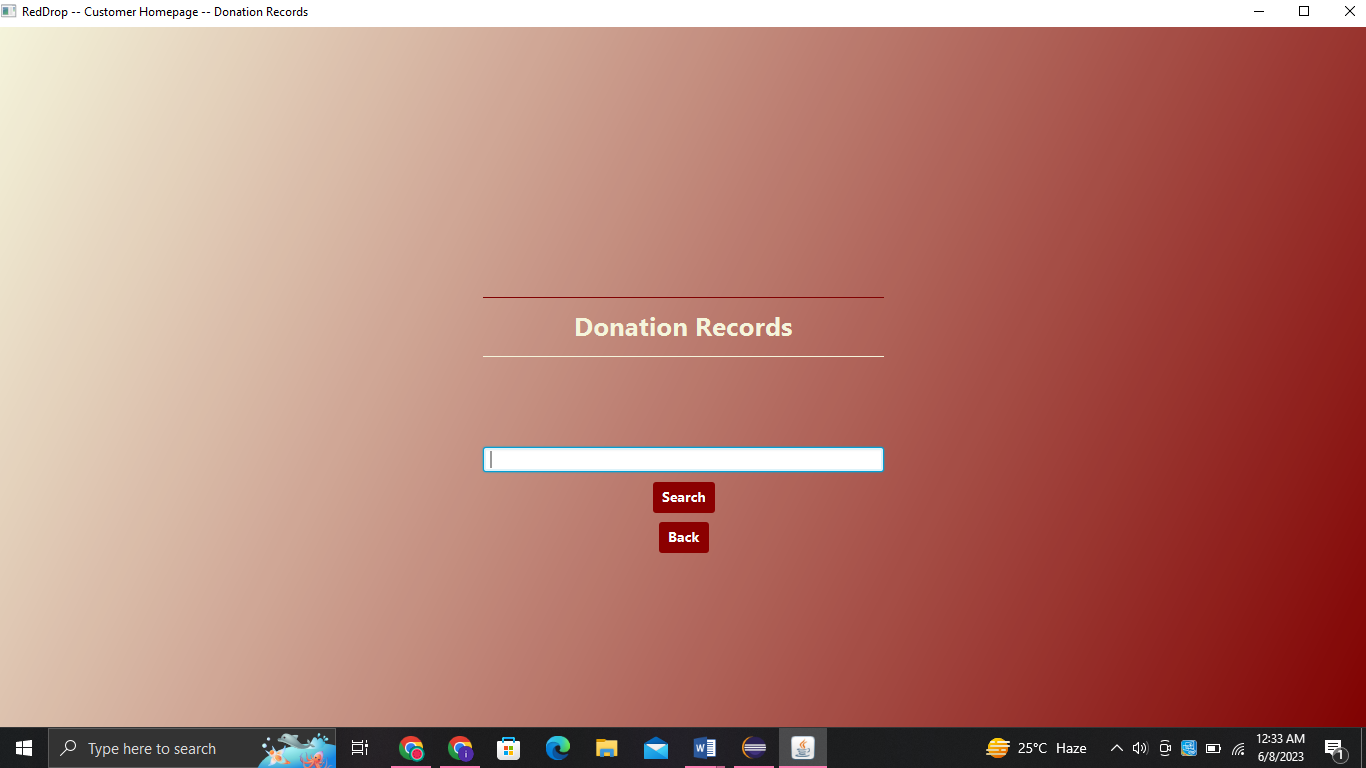 RedDrop -- Customer Homepage -- Donation Records
Donation Records
Search
Back
Type here to search
25°C Haze
12:33 AM
6/8/2023
1